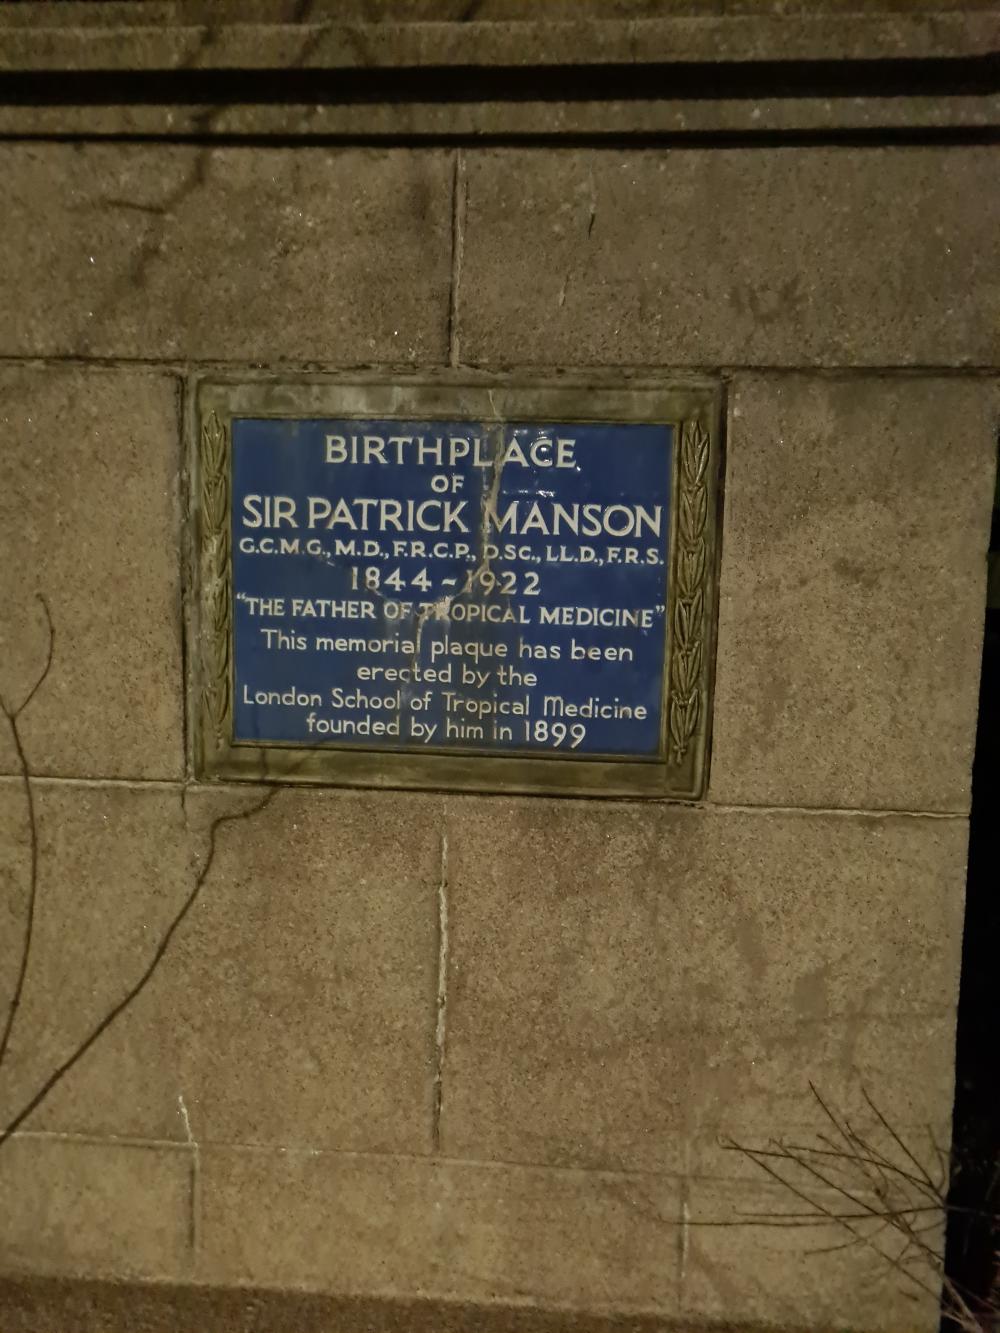 BIRTHPLACE
OF
SIR PATRICK MANSON
G.C.M.G., M.D., F.R.C.P., D.SC., LL.D., F.R.S.
1844 ~ 1922
"THE FATHER OF TROPICAL MEDICINE"
This memorial plaque has been
erected by the
London School of Tropical Medicine
founded by him in 1899